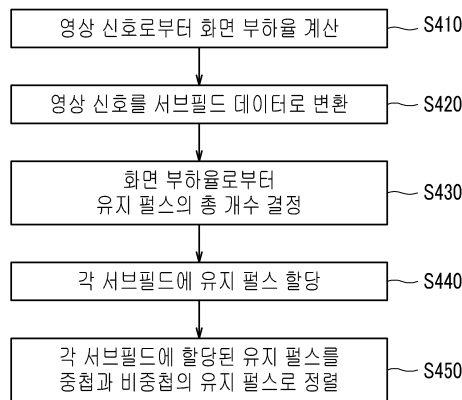 영상 신호로부터 화면 부하율 계산 S410
영상 신호를 서브필드 데이터로 변환 S420
화면 부하율로부터
유지 펄스의 총 개수 결정 S430
각 서브필드에 유지 펄스 할당 S440
각 서브필드에 할당된 유지 펄스를
중첩과 비중첩의 유지 펄스로 정렬 S450